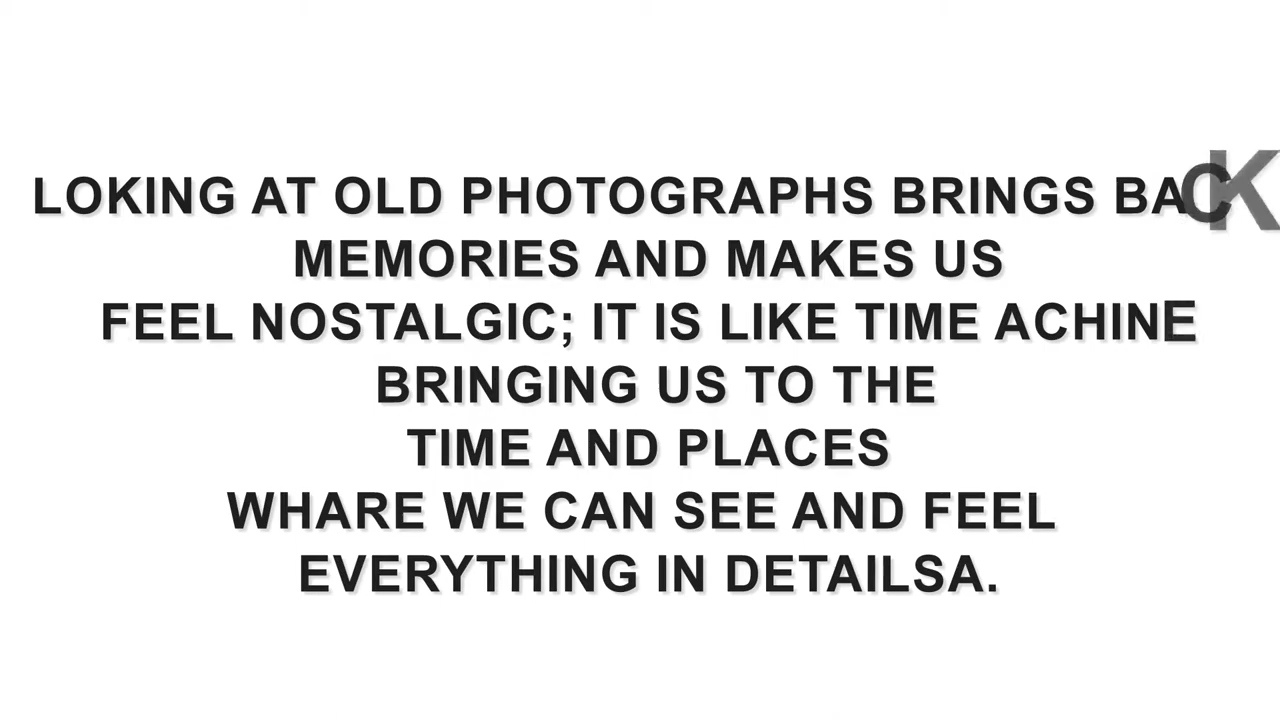 LOKING AT OLD PHOTOGRAPHS BRINGS BACK
MEMORIES AND MAKES US
FEEL NOSTALGIC; IT IS LIKE TIME ACHINE
BRINGING US TO THE
TIME AND PLACES
WHARE WE CAN SEE AND FEEL
EVERYTHING IN DETAILSA.